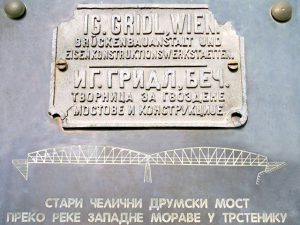 IG. GRIDL, WIEN.
BRÜCKENBAUANSTALT UND
EISENKONSTRUKTIONSWERKSTÄTTEN.
ИГ. ГРИДЛ, БЕЧ.
ТВОРНИЦА ЗА ГВОЗДЕНЕ
МОСТОВЕ И КОНСТРУКЦИЈЕ
СТАРИ ЧЕЛИЧНИ ДРУМСКИ МОСТ
ПРЕКО РЕКЕ ЗАПАДНЕ МОРАВЕ У ТРСТЕНИКУ